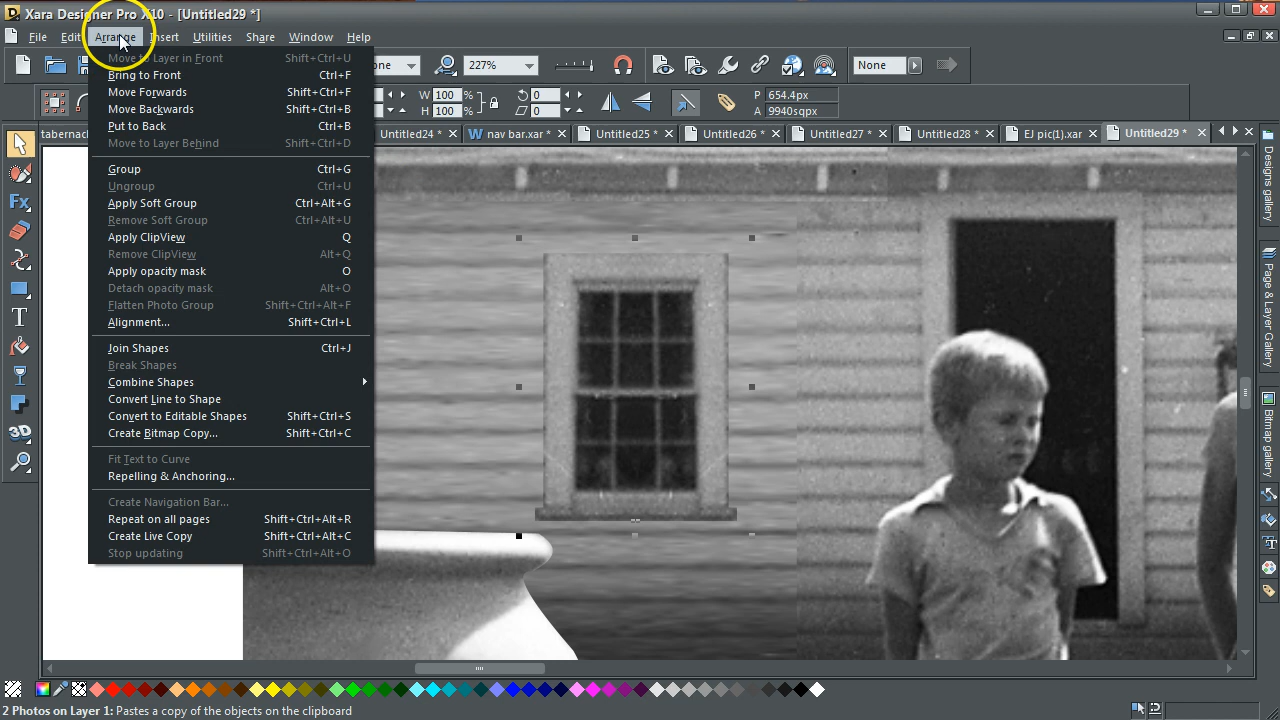 Xara Designer Pro X10 - [Untitled29 *]
File Edit Arrange Insert Utilities Share Window Help
Move to Layer in Front Shift+Ctrl+U
Bring to Front Ctrl+F
Move Forwards Shift+Ctrl+F
Move Backwards Shift+Ctrl+B
Put to Back Ctrl+B
Move to Layer Behind Shift+Ctrl+D
Group Ctrl+G
Ungroup Ctrl+U
Apply Soft Group Ctrl+Alt+G
Remove Soft Group Ctrl+Alt+U
Apply ClipView Q
Remove ClipView Alt+Q
Apply opacity mask O
Detach opacity mask Alt+O
Flatten Photo Group Shift+Ctrl+Alt+F
Alignment... Shift+Ctrl+L
Join Shapes Ctrl+J
Break Shapes
Combine Shapes
Convert Line to Shape
Convert to Editable Shapes Shift+Ctrl+S
Create Bitmap Copy... Shift+Ctrl+C
Fit Text to Curve
Repelling & Anchoring...
Create Navigation Bar...
Repeat on all pages Shift+Ctrl+Alt+R
Create Live Copy Shift+Ctrl+Alt+C
Stop updating Shift+Ctrl+Alt+O
227% None
W 100 % 0 P 654.4px
H 100 % 0 A 9940sqpx
tabernac Untitled24 * nav bar.xar * Untitled25 * Untitled26 * Untitled27 * Untitled28 * EJ pic(1).xar Untitled29 *
Designs gallery
Page & Layer Gallery
Bitmap gallery
2 Photos on Layer 1: Pastes a copy of the objects on the clipboard